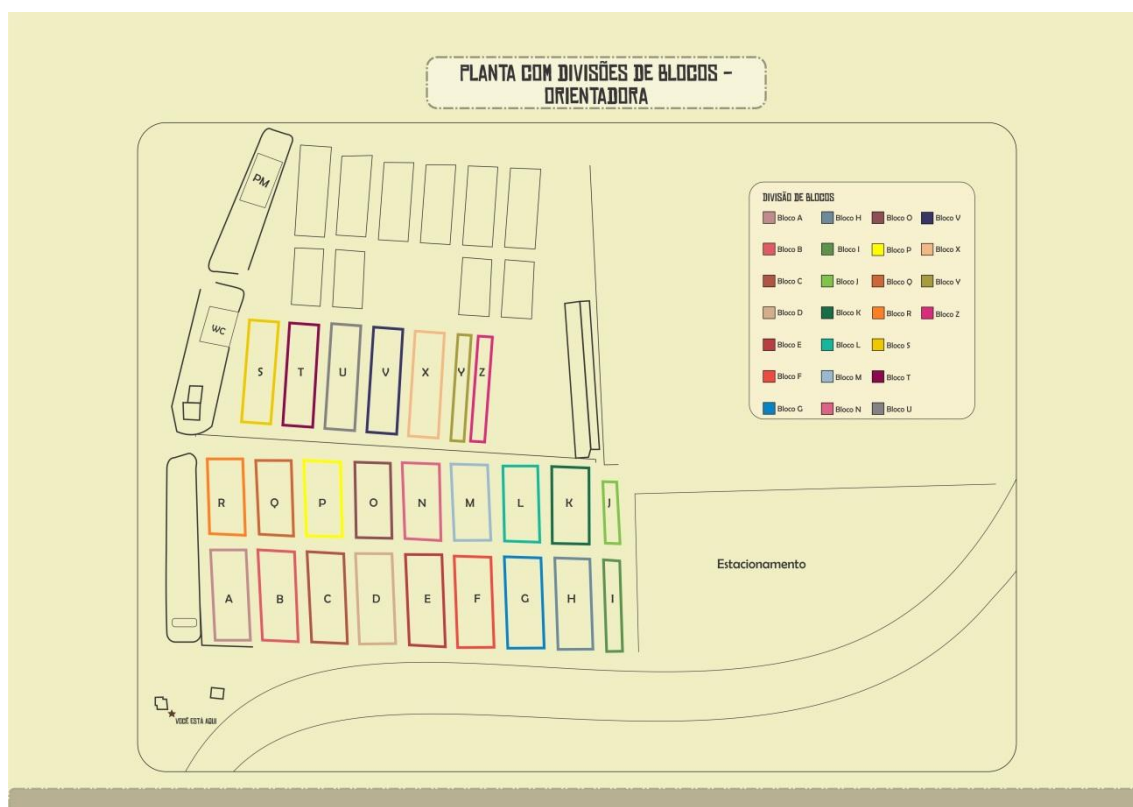 PLANTA COM DIVISÕES DE BLOCOS -
ORIENTADORA
PM
WC
S T U V X Y Z
R Q P O N M L K J
A B C D E F G H I
Estacionamento
VOCÊ ESTÁ AQUI
DIVISÃO DE BLOCOS
Bloco A
Bloco B
Bloco C
Bloco D
Bloco E
Bloco F
Bloco G
Bloco H
Bloco I
Bloco J
Bloco K
Bloco L
Bloco M
Bloco N
Bloco O
Bloco P
Bloco Q
Bloco R
Bloco S
Bloco T
Bloco U
Bloco V
Bloco X
Bloco Y
Bloco Z